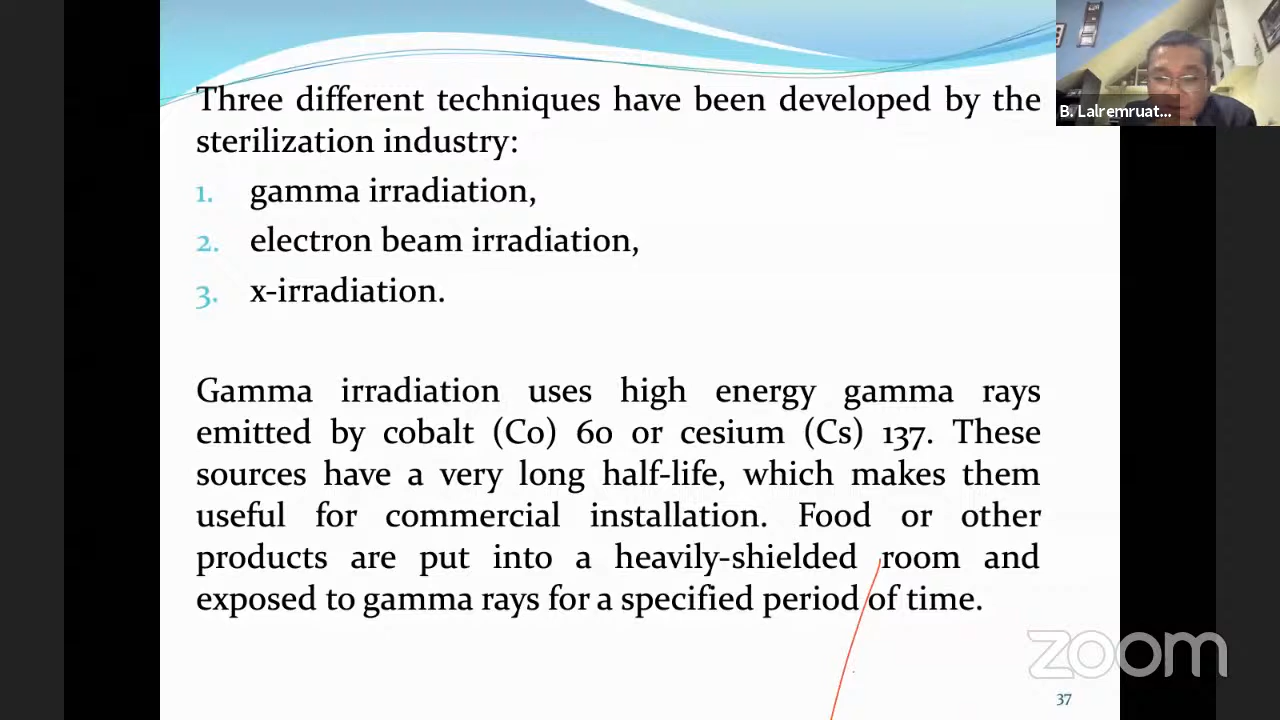 Three different techniques have been developed by the
sterilization industry:
1. gamma irradiation,
2. electron beam irradiation,
3. x-irradiation.
Gamma irradiation uses high energy gamma rays
emitted by cobalt (Co) 60 or cesium (Cs) 137. These
sources have a very long half-life, which makes them
useful for commercial installation. Food or other
products are put into a heavily-shielded room and
exposed to gamma rays for a specified period of time.
B. Lalremruat...
zoom
37